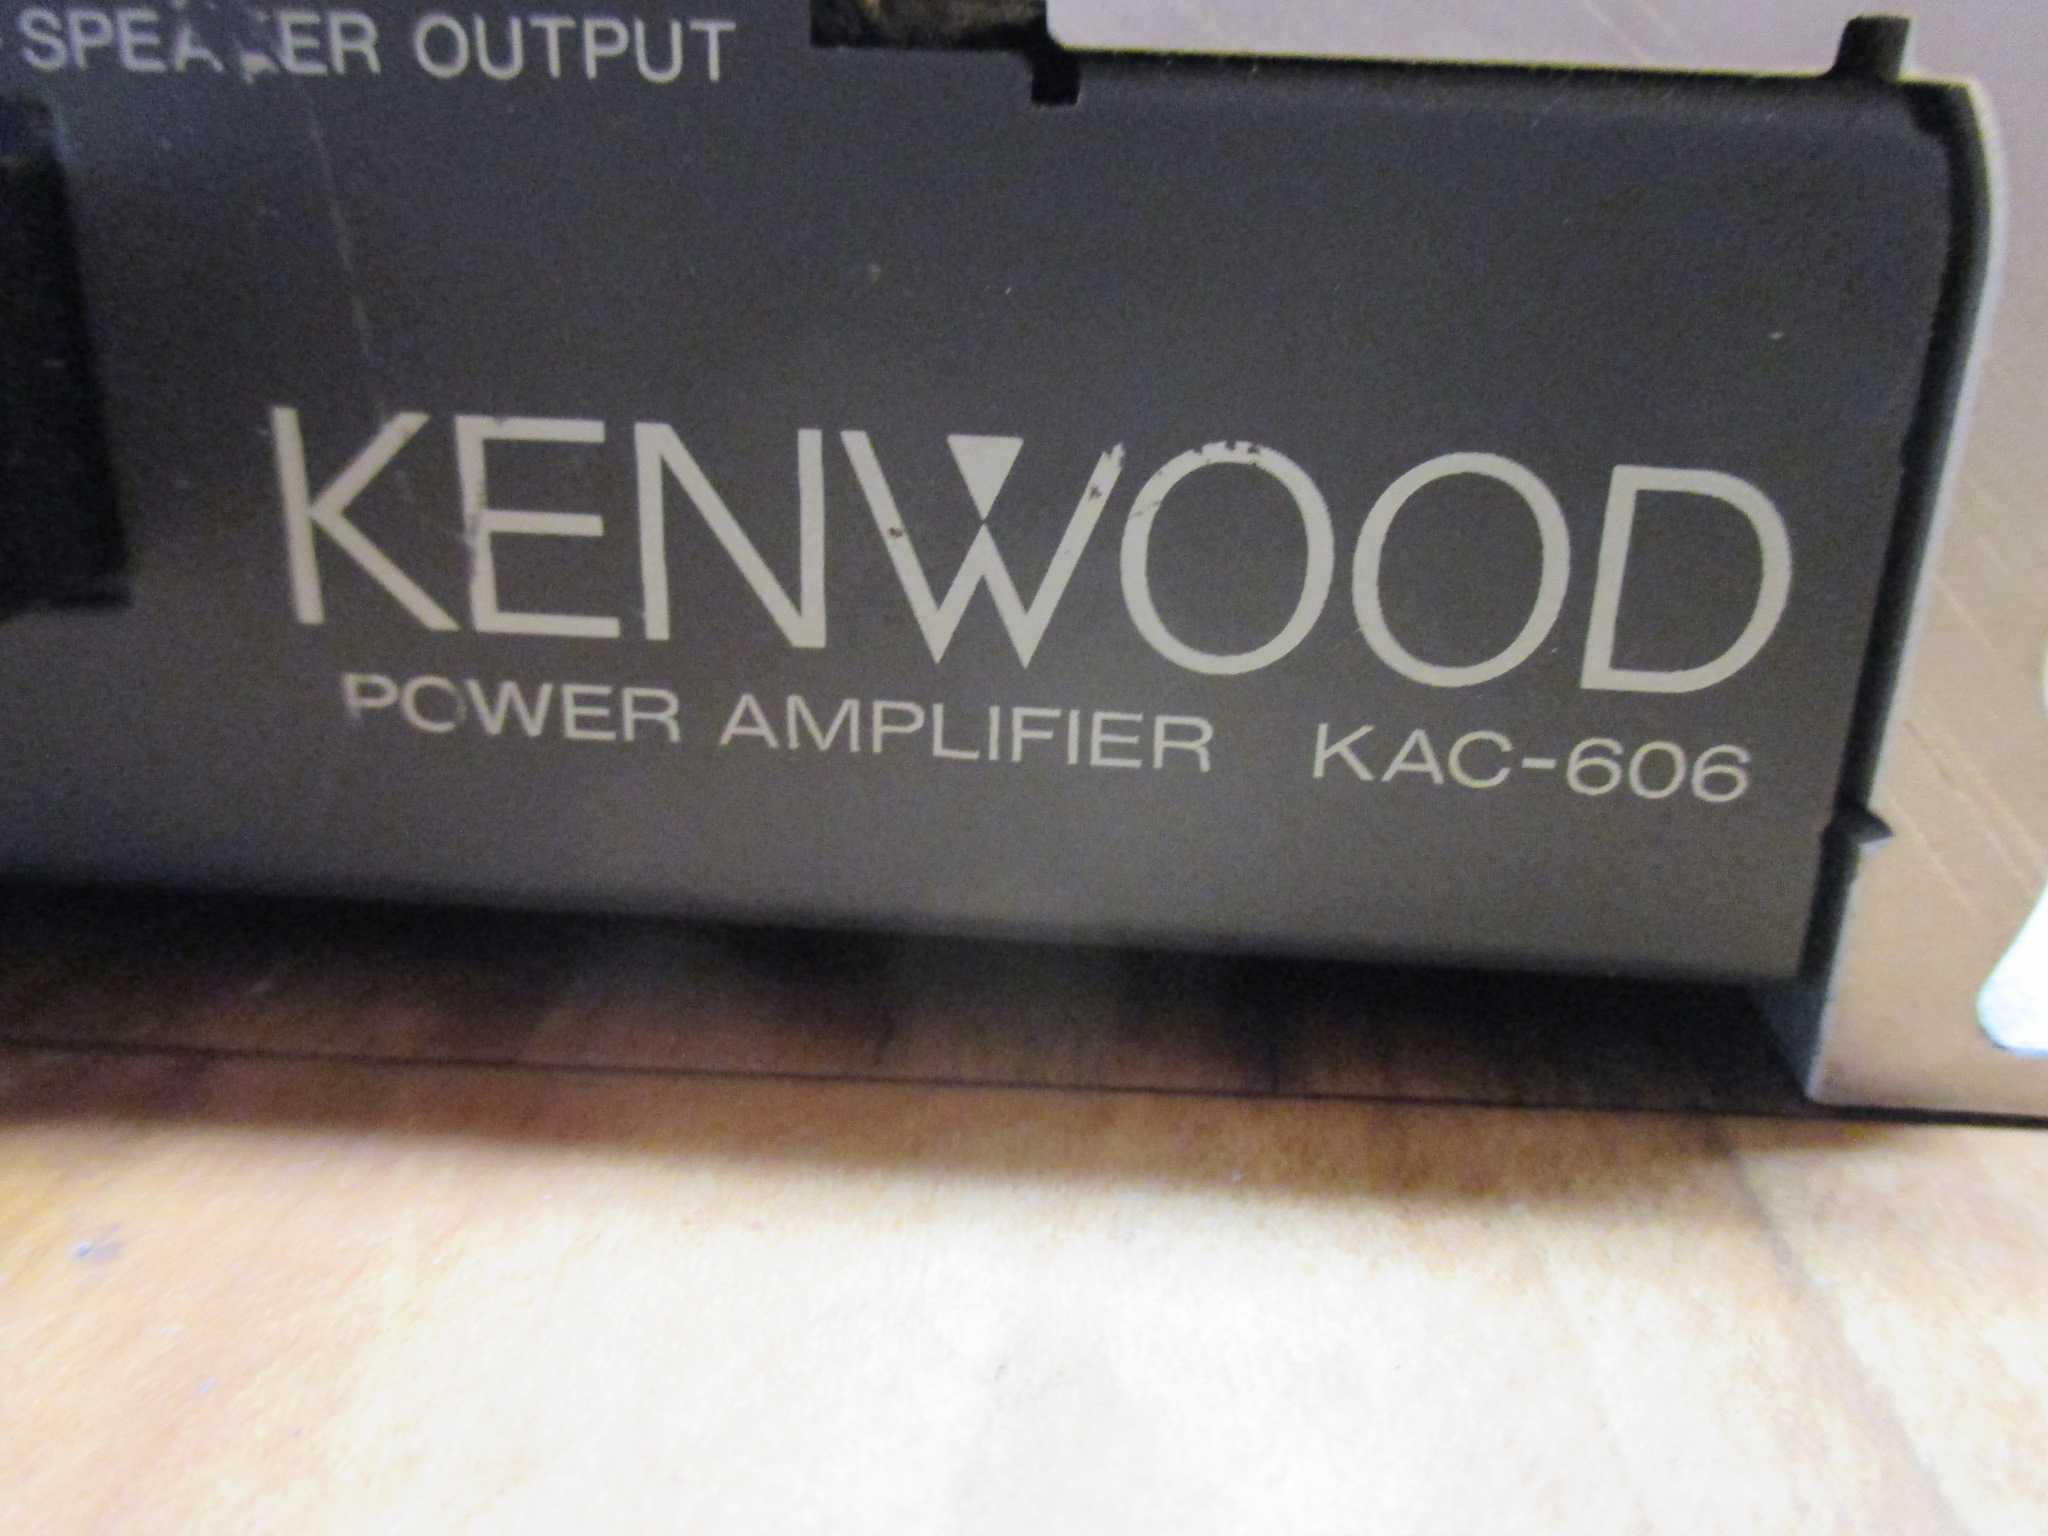 SPEAKER OUTPUT
KENWOOD
POWER AMPLIFIER KAC-606